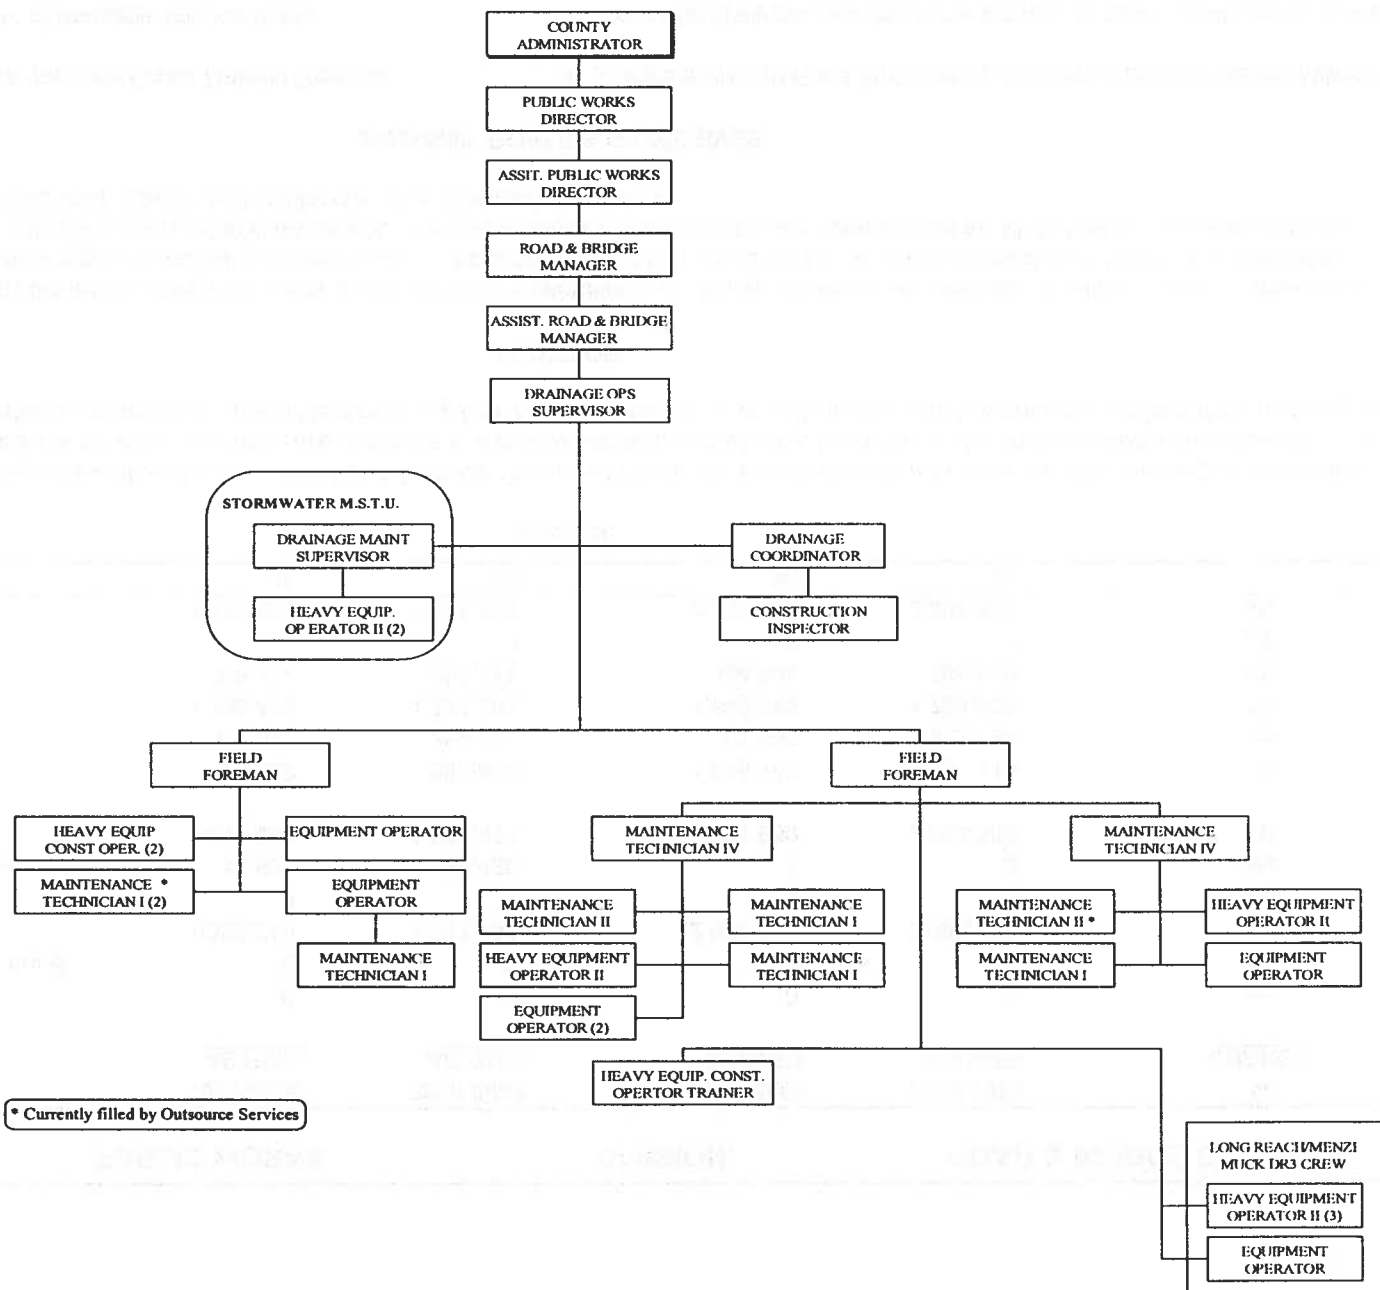 COUNTY
ADMINISTRATOR
PUBLIC WORKS
DIRECTOR
ASSIT. PUBLIC WORKS
DIRECTOR
ROAD & BRIDGE
MANAGER
ASSIST. ROAD & BRIDGE
MANAGER
DRAINAGE OPS
SUPERVISOR
STORMWATER M.S.T.U.
DRAINAGE MAINT
SUPERVISOR
HEAVY EQUIP.
OPERATOR II (2)
DRAINAGE
COORDINATOR
CONSTRUCTION
INSPECTOR
FIELD
FOREMAN
HEAVY EQUIP
CONST OPER. (2)
EQUIPMENT OPERATOR
MAINTENANCE *
TECHNICIAN I (2)
EQUIPMENT
OPERATOR
MAINTENANCE
TECHNICIAN I
FIELD
FOREMAN
MAINTENANCE
TECHNICIAN IV
MAINTENANCE
TECHNICIAN II
MAINTENANCE
TECHNICIAN I
HEAVY EQUIPMENT
OPERATOR II
MAINTENANCE
TECHNICIAN I
EQUIPMENT
OPERATOR (2)
MAINTENANCE
TECHNICIAN IV
MAINTENANCE
TECHNICIAN II *
HEAVY EQUIPMENT
OPERATOR II
MAINTENANCE
TECHNICIAN I
EQUIPMENT
OPERATOR
HEAVY EQUIP. CONST.
OPERTOR TRAINER
* Currently filled by Outsource Services
LONG REACH/MENZI
MUCK DR3 CREW
HEAVY EQUIPMENT
OPERATOR II (3)
EQUIPMENT
OPERATOR